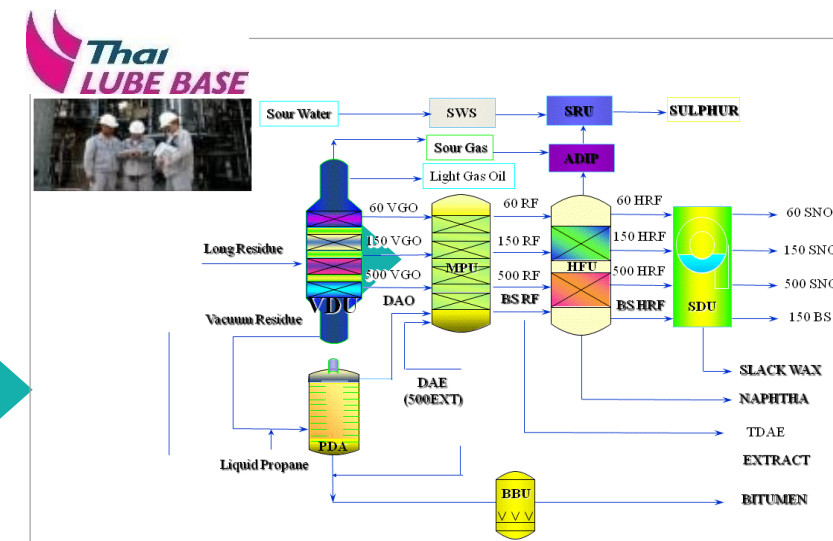 Thai
LUBE BASE
Sour Water
SWS
SRU
SULPHUR
Sour Gas
ADIP
Light Gas Oil
60 VGO
60 RF
60 HRF
60 SNO
Long Residue
150 VGO
150 RF
150 HRF
150 SNO
MPU
HFU
500 VGO
500 RF
500 HRF
500 SNO
VDU
DAO
BS RF
BS HRF
SDU
Vacuum Residue
150 BS
SLACK WAX
DAE
(500EXT)
NAPHTHA
TDAE
PDA
EXTRACT
Liquid Propane
BBU
BITUMEN